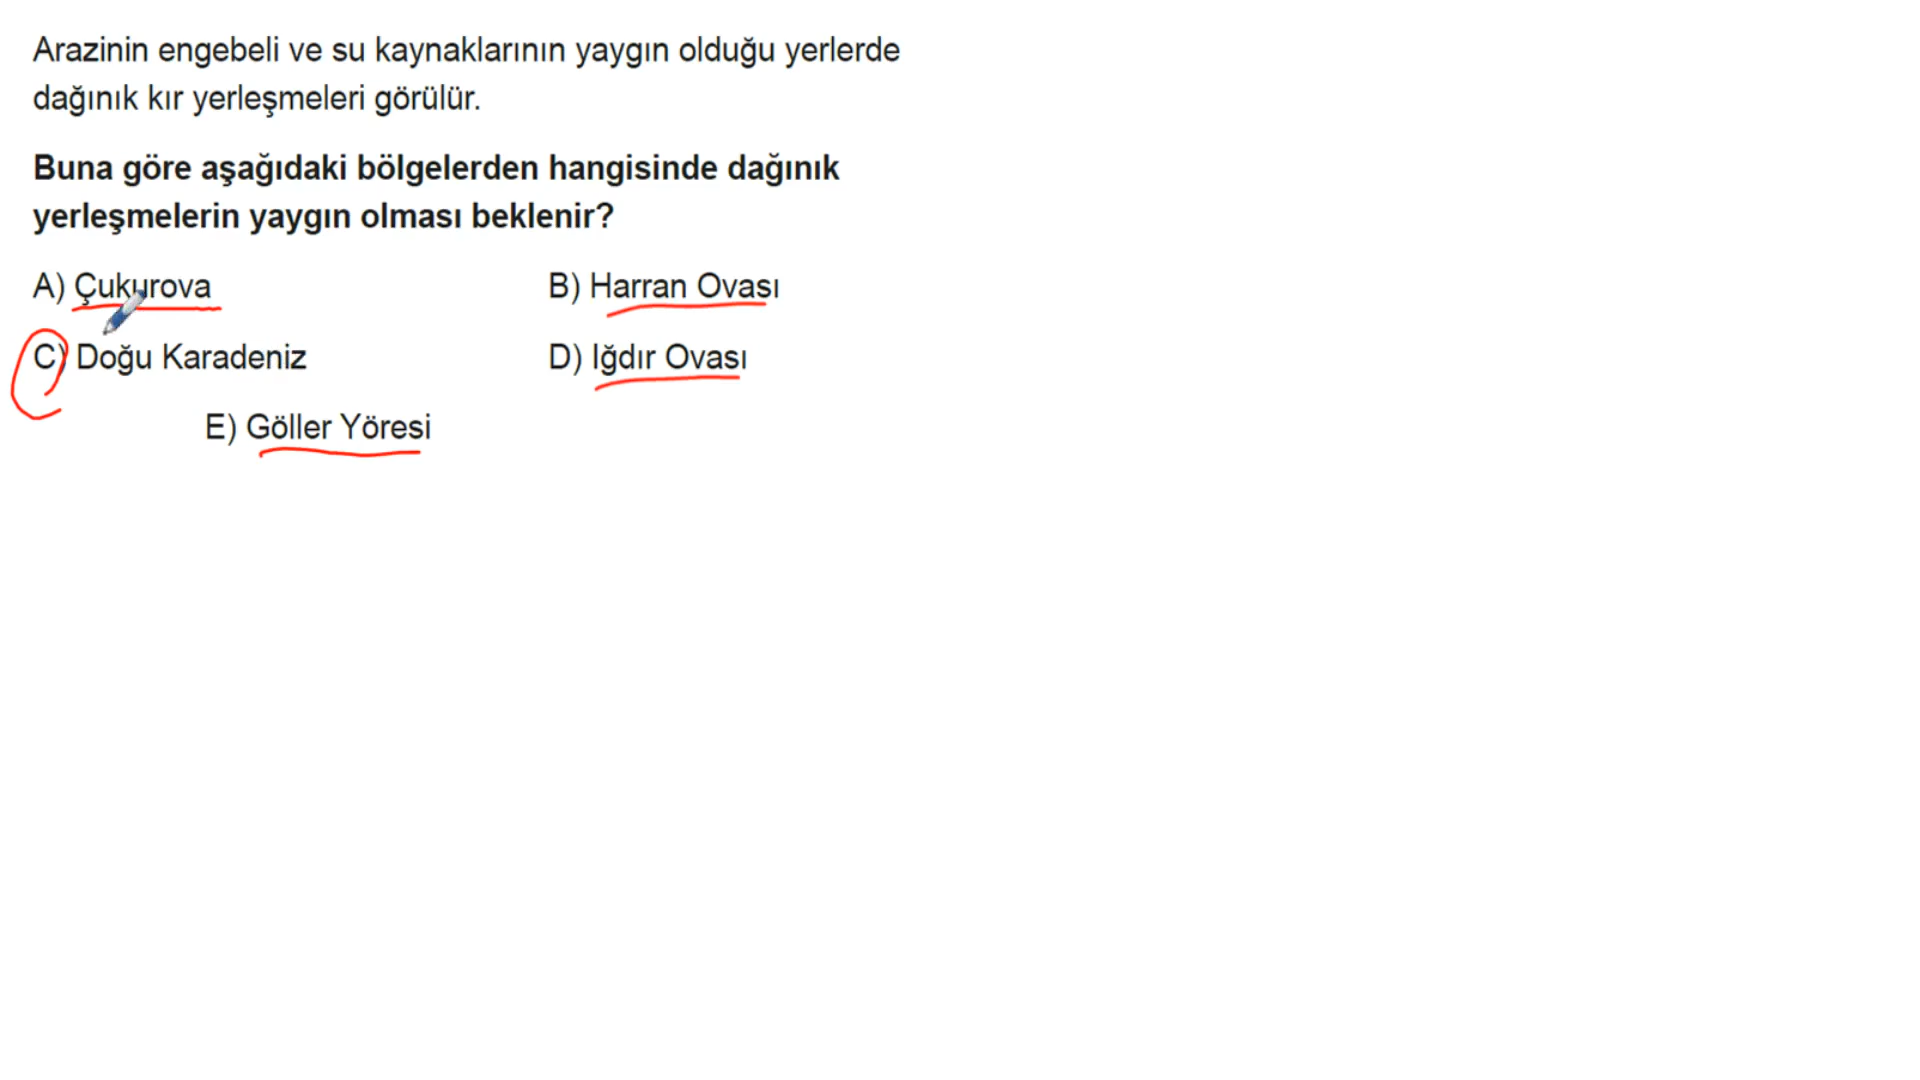 Arazinin engebeli ve su kaynaklarının yaygın olduğu yerlerde
dağınık kır yerleşmeleri görülür.
Buna göre aşağıdaki bölgelerden hangisinde dağınık
yerleşmelerin yaygın olması beklenir?
A) Çukurova B) Harran Ovası
C) Doğu Karadeniz D) Iğdır Ovası
E) Göller Yöresi